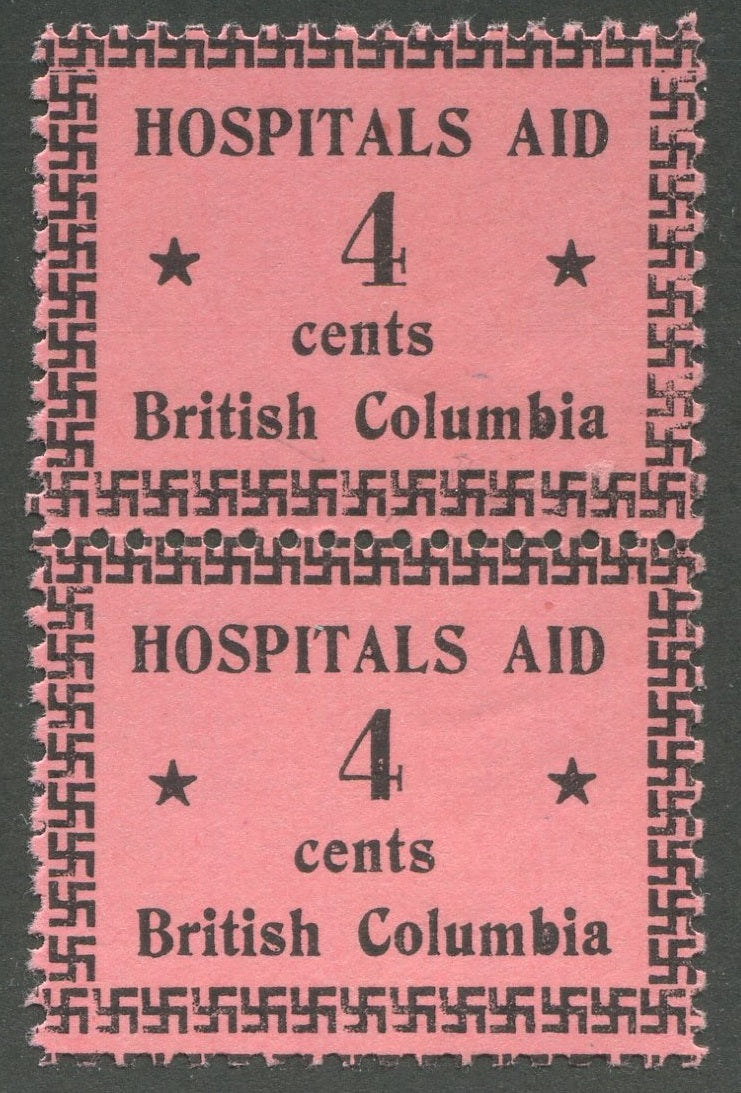 HOSPITALS AID
4
cents
British Columbia
HOSPITALS AID
4
cents
British Columbia